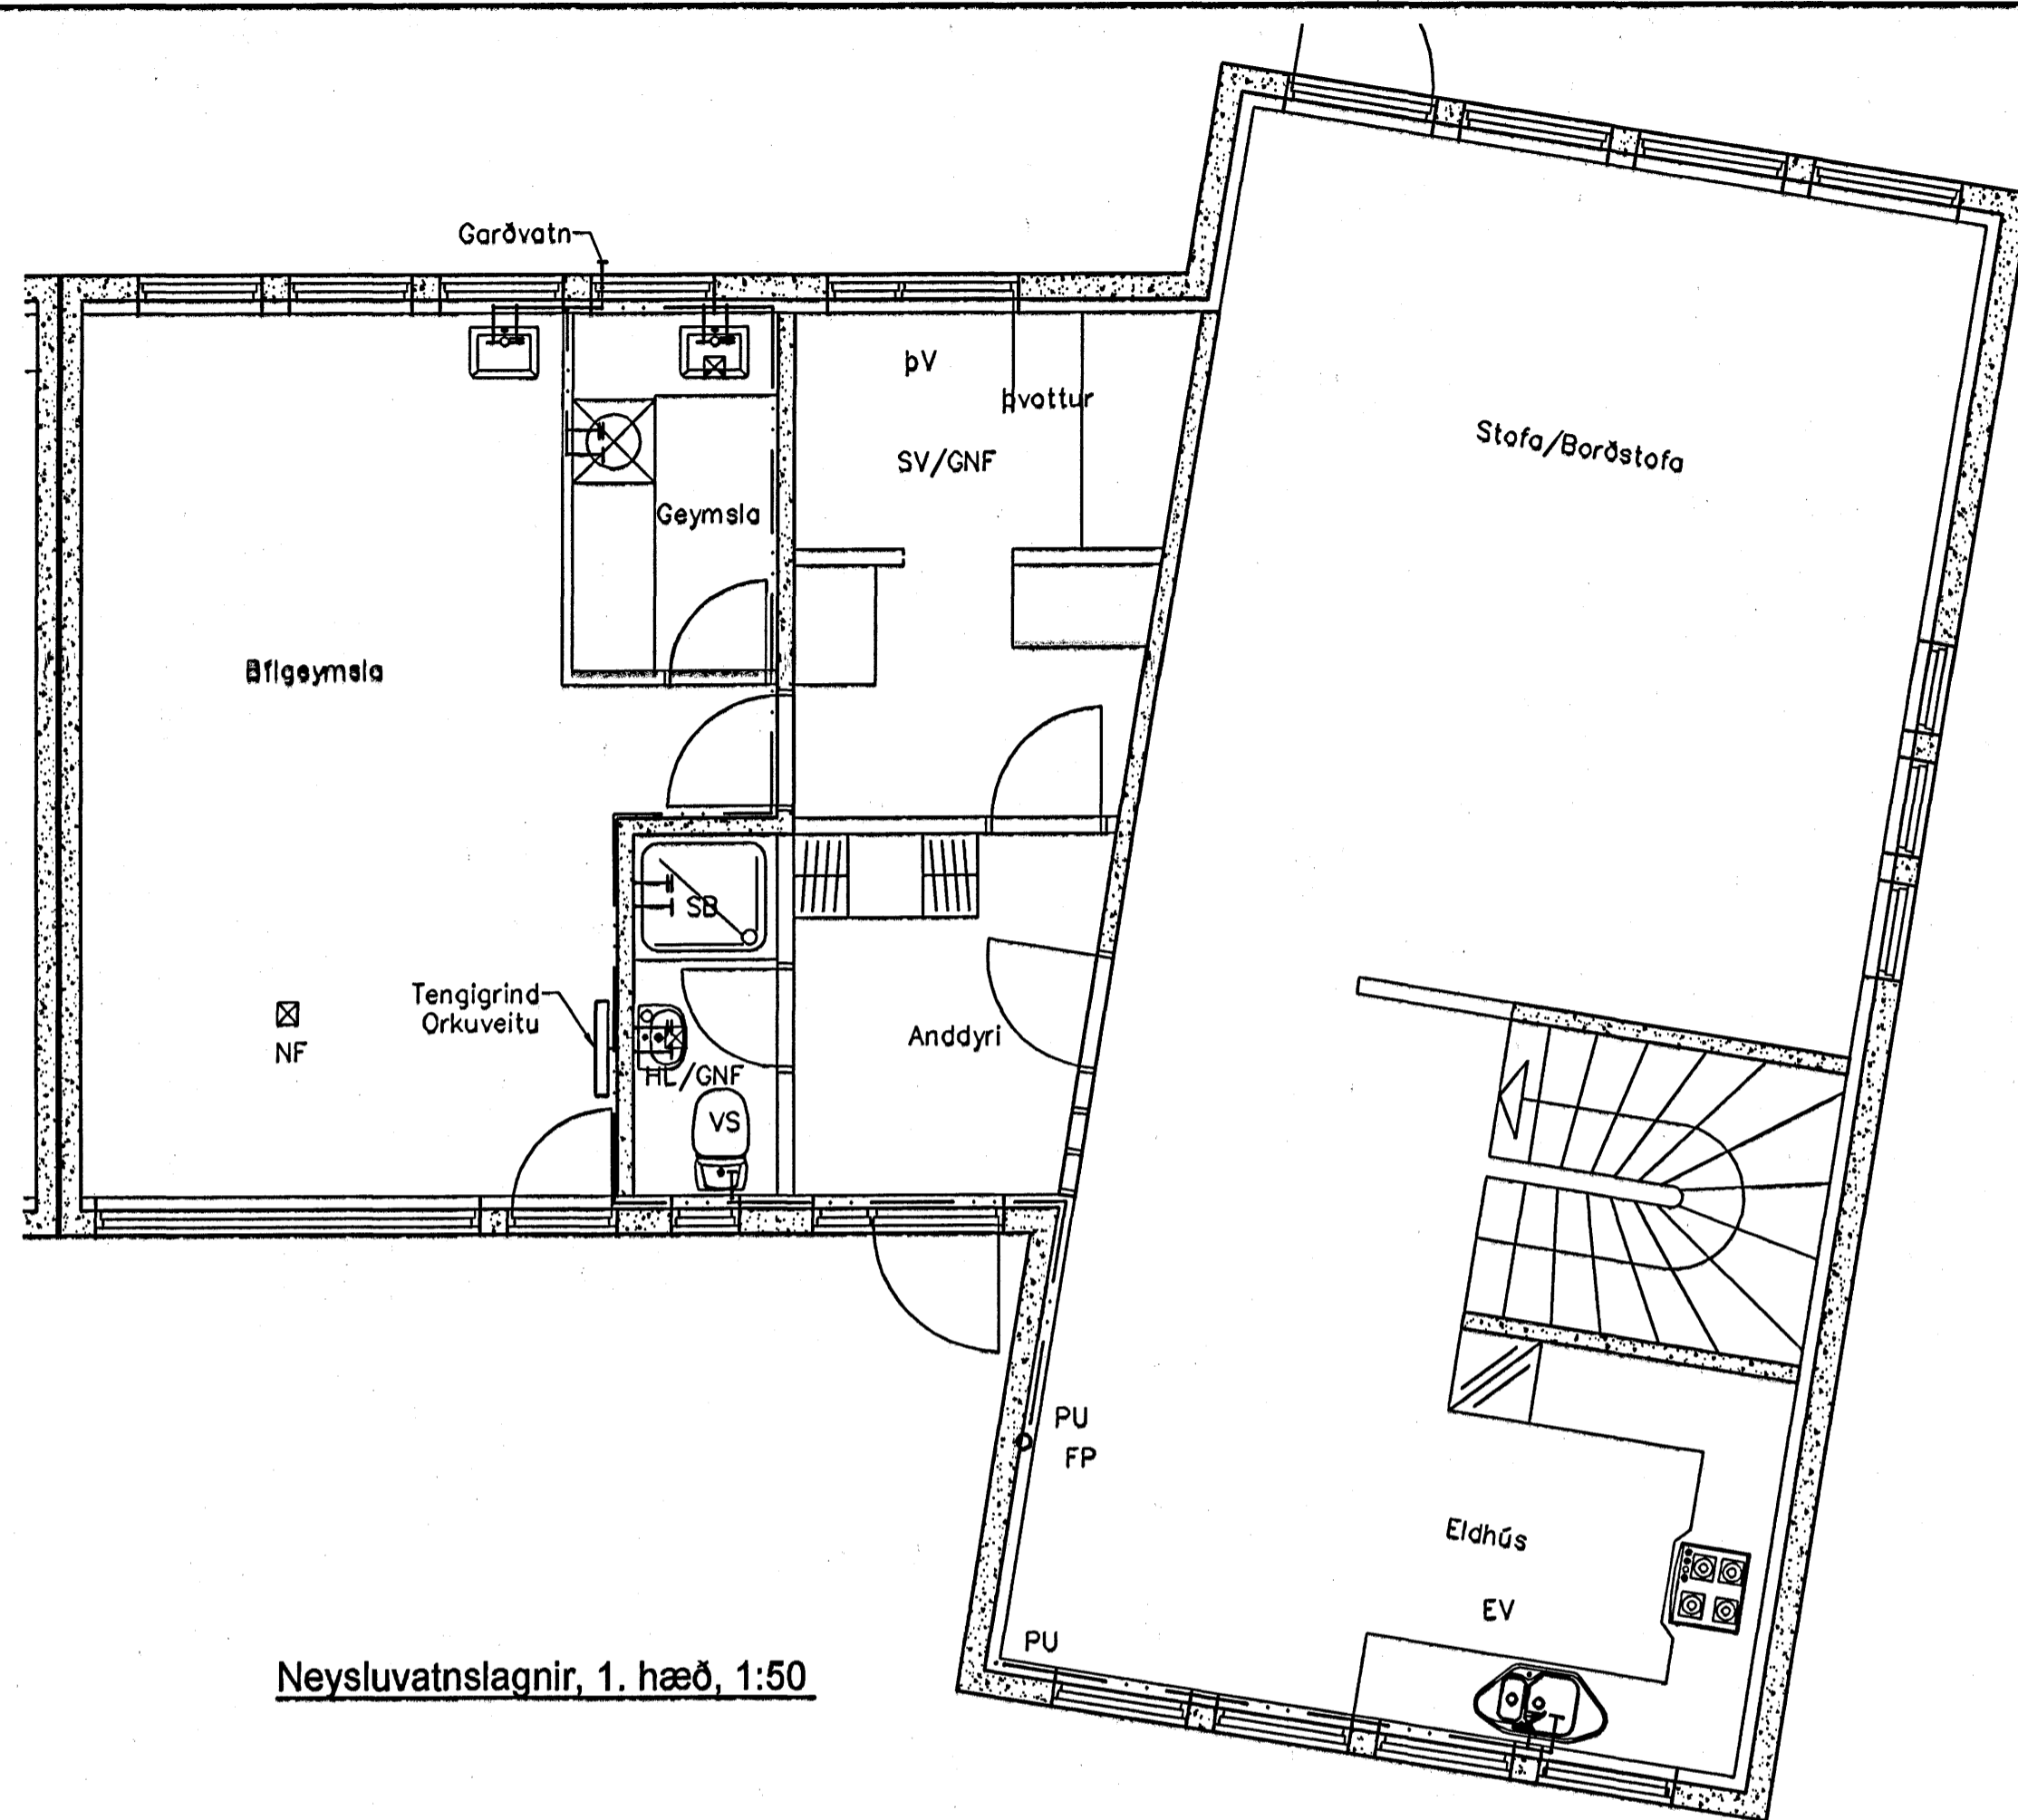 Garðvatn
þV
þvottur
SV/GNF
Stofa/Borðstofa
Geymsla
Bílgeymsla
SB
Tengigrind
Orkuveitu
NF
Anddyri
HL/GNF
VS
PU
FP
Eldhús
EV
PU
Neysluvatnslagnir, 1. hæð, 1:50